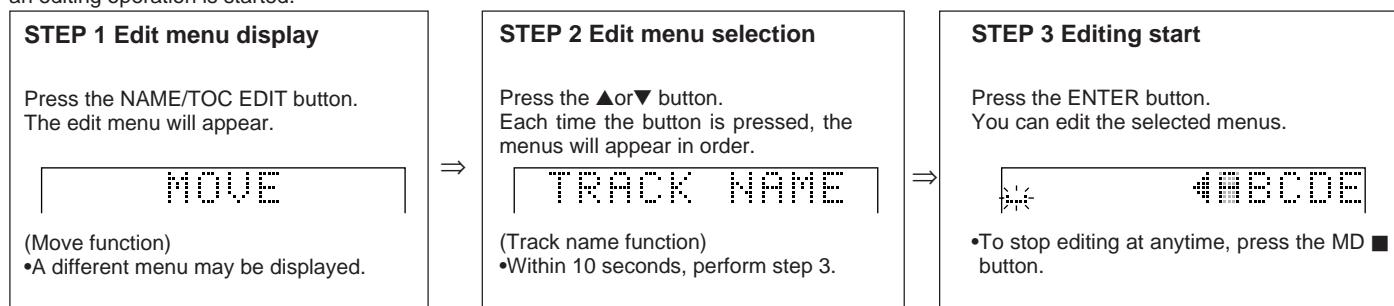 an editing operation is started.
STEP 1 Edit menu display
Press the NAME/TOC EDIT button.
The edit menu will appear.
MOVE
(Move function)
•A different menu may be displayed.
⇒
STEP 2 Edit menu selection
Press the ▲or▼ button.
Each time the button is pressed, the
menus will appear in order.
TRACK NAME
(Track name function)
•Within 10 seconds, perform step 3.
⇒
STEP 3 Editing start
Press the ENTER button.
You can edit the selected menus.
◀ABCDE
•To stop editing at anytime, press the MD ■
button.